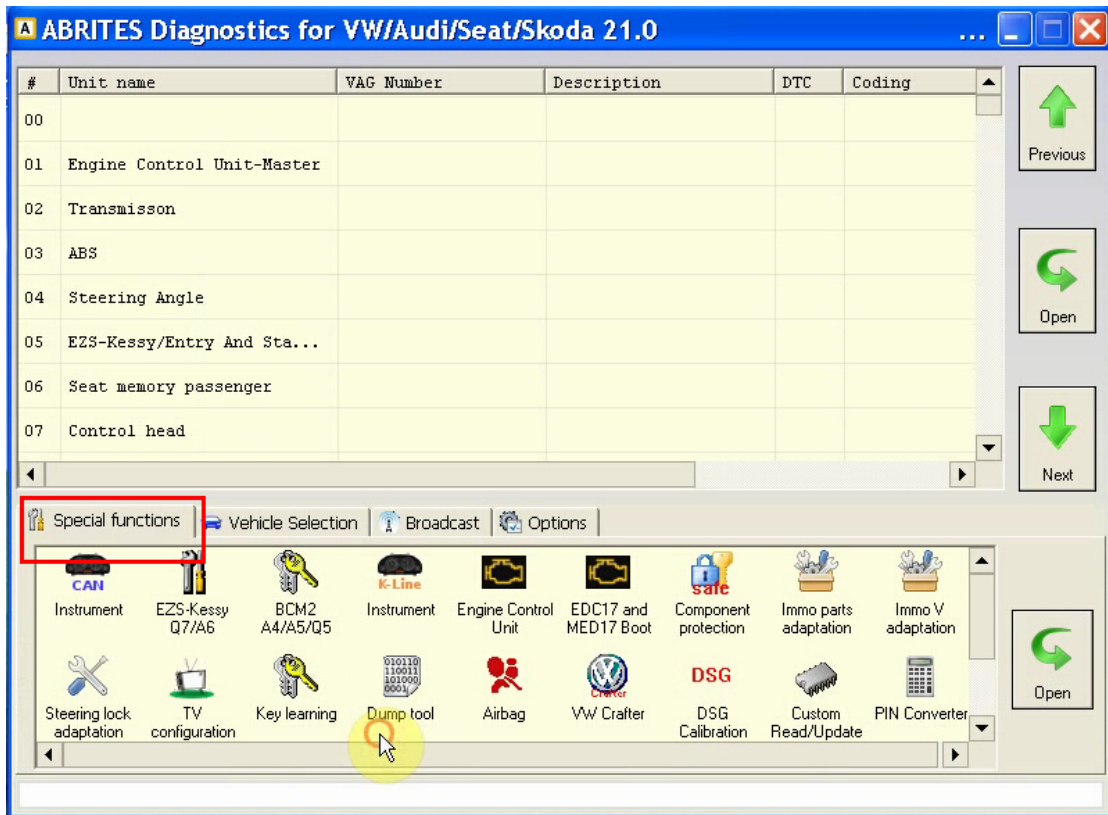 ABRITES Diagnostics for VW/Audi/Seat/Skoda 21.0 ...
# Unit name VAG Number Description DTC Coding
00
01 Engine Control Unit-Master
02 Transmisson
03 ABS
04 Steering Angle
05 EZS-Kessy/Entry And Sta...
06 Seat memory passenger
07 Control head
Previous
Open
Next
Special functions Vehicle Selection Broadcast Options
CAN K-Line safe
Instrument EZS-Kessy BCM2 Instrument Engine Control EDC17 and Component Immo parts Immo V
Q7/A6 A4/A5/Q5 Unit MED17 Boot protection adaptation adaptation
010110
110011
101000
0001
Crafter DSG
Steering lock TV Key learning Dump tool Airbag VW Crafter DSG Custom PIN Converter
adaptation configuration Calibration Read/Update
Open